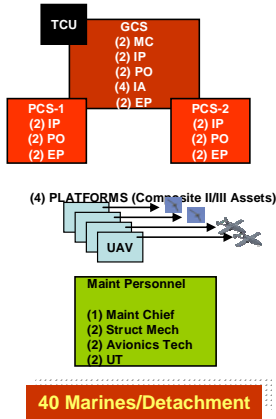 TCU
GCS
(2) MC
(2) IP
(2) PO
(4) IA
(2) EP
PCS-1
(2) IP
(2) PO
(2) EP
PCS-2
(2) IP
(2) PO
(2) EP
(4) PLATFORMS (Composite II/III Assets)
UAV
Maint Personnel
(1) Maint Chief
(2) Struct Mech
(2) Avionics Tech
(2) UT
40 Marines/Detachment